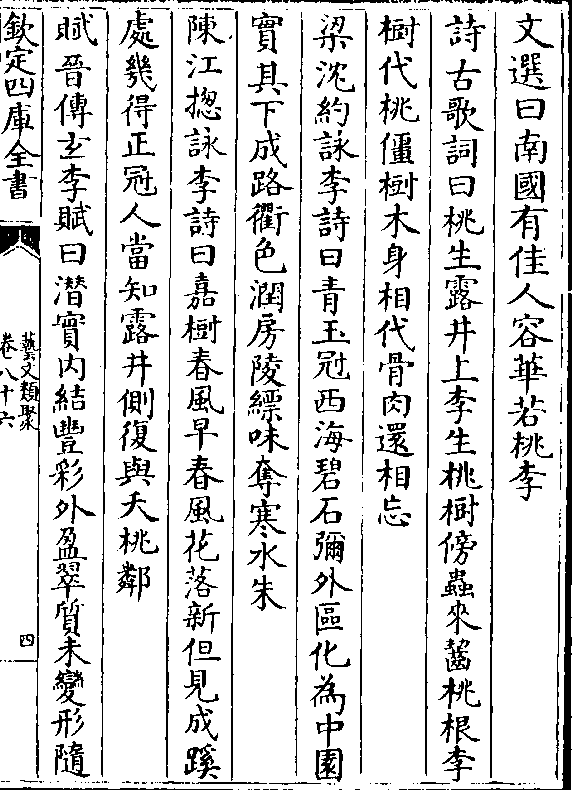 文選曰南國有佳人容華若桃李
詩古歌詞曰桃生露井上李生桃樹傍蟲來齧桃根李
樹代桃僵樹木身相代骨肉還相忘
梁沈約詠李詩曰青玉冠西海碧石彌外區化為中園
實其下成路衢色潤房陵縹味奪寒水朱
陳江揔詠李詩曰嘉樹春風早春風花落新但見成蹊
處幾得正冠人當知露井側復與夭桃鄰
賦晉傅玄李賦曰潛實内結豐彩外盈翠質未變形隨
欽定四庫全書
藝文類聚
卷八十六
四